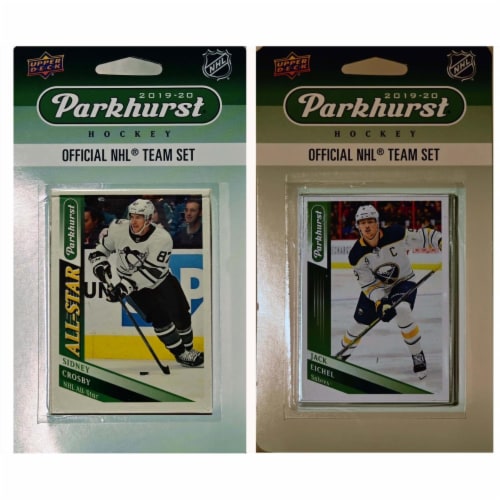 UPPER DECK
NHL
2019-20
Parkhurst
HOCKEY
OFFICIAL NHL® TEAM SET
ALL-STAR
Parkhurst
87
SIDNEY
CROSBY
NHL All-Star
UPPER DECK
NHL
2019-20
Parkhurst
HOCKEY
OFFICIAL NHL® TEAM SET
Parkhurst
C
JACK
EICHEL
Sabres